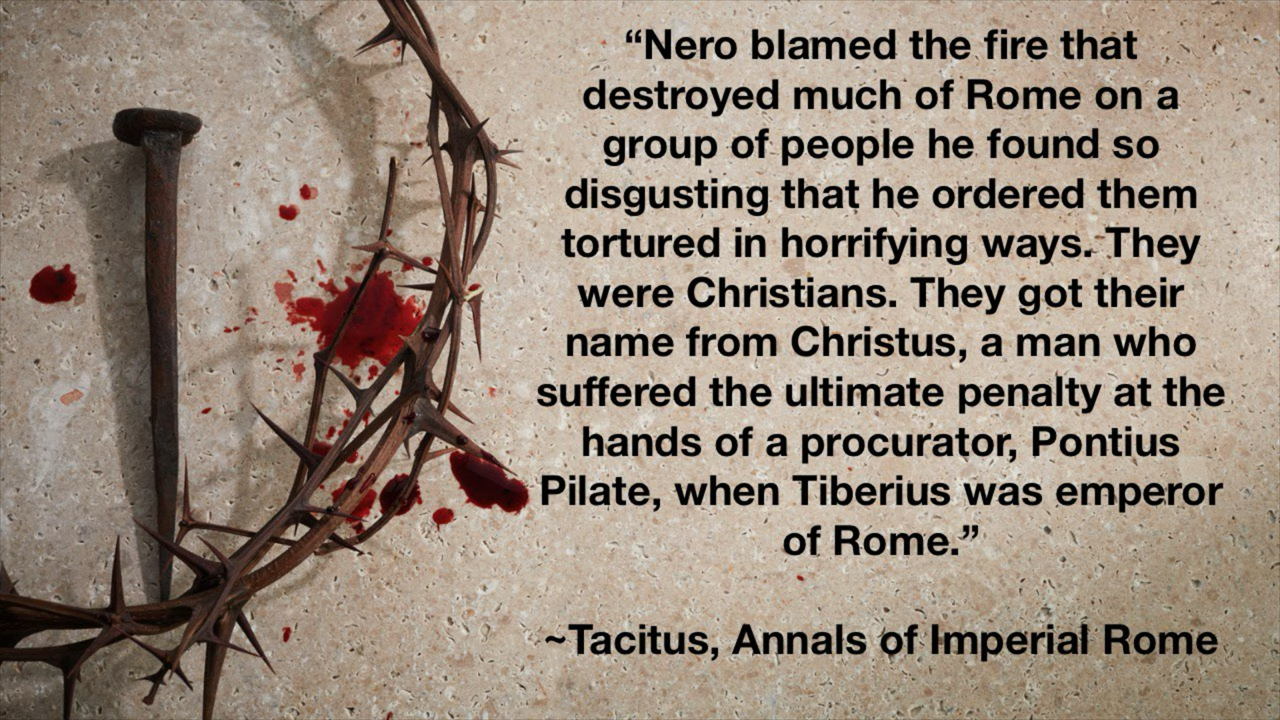 “Nero blamed the fire that
destroyed much of Rome on a
group of people he found so
disgusting that he ordered them
tortured in horrifying ways. They
were Christians. They got their
name from Christus, a man who
suffered the ultimate penalty at the
hands of a procurator, Pontius
Pilate, when Tiberius was emperor
of Rome.”
~Tacitus, Annals of Imperial Rome